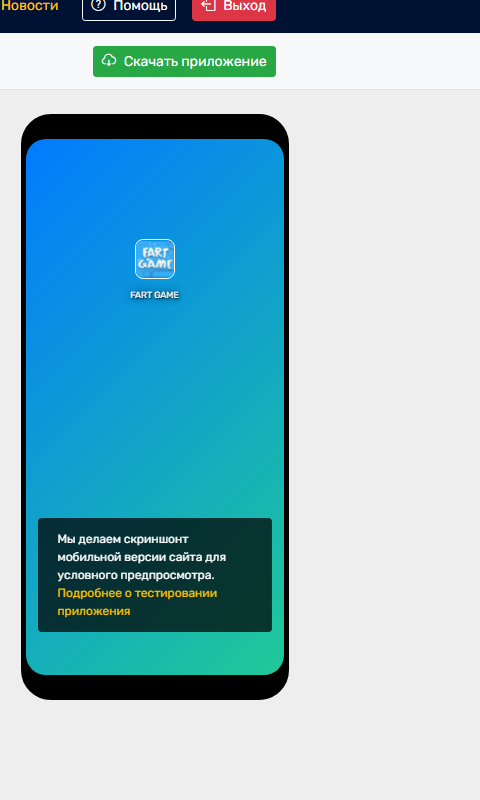 Новости
Помощь
Выход
Скачать приложение
FART
GAME
FART GAME
Мы делаем скриншонт
мобильной версии сайта для
условного предпросмотра.
Подробнее о тестировании
приложения